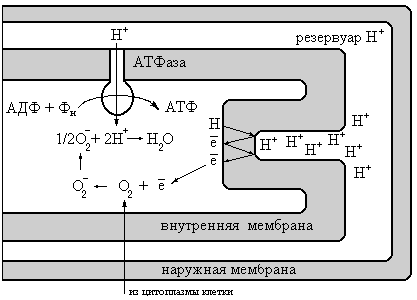 H⁺ резервуар H⁺
АТФаза
АДФ + Фн АТФ
H⁺
H
1/2O₂⁻ + 2H⁺ → H₂O e̅ H⁺ H⁺ H⁺ H⁺
H⁺ H⁺
e̅
O₂⁻ ← O₂ + e̅ H⁺
внутренняя мембрана
наружная мембрана
из цитоплазмы клетки